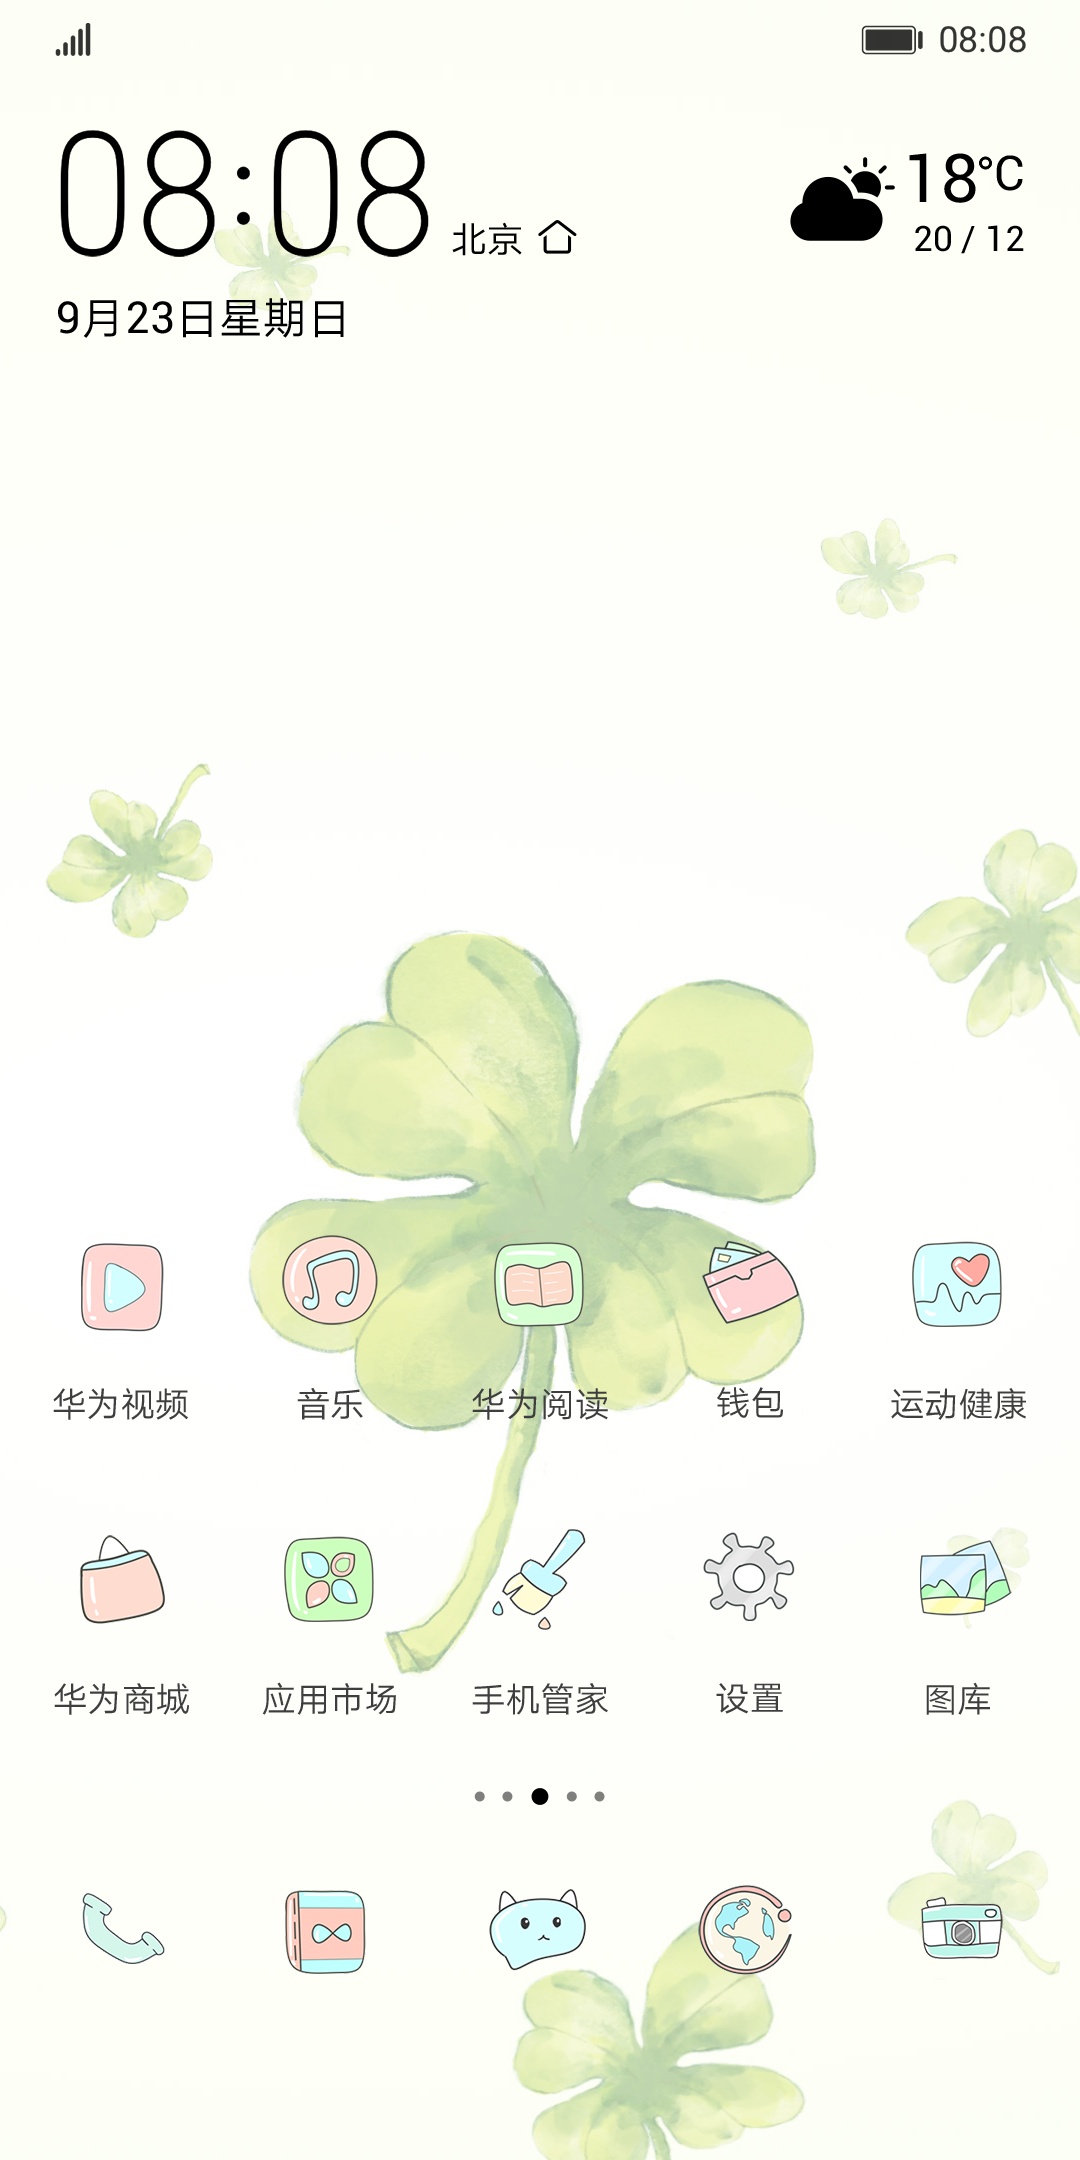 08:08
08:08 北京 18°C
20 / 12
9月23日星期日
华为视频 音乐 华为阅读 钱包 运动健康
华为商城 应用市场 手机管家 设置 图库